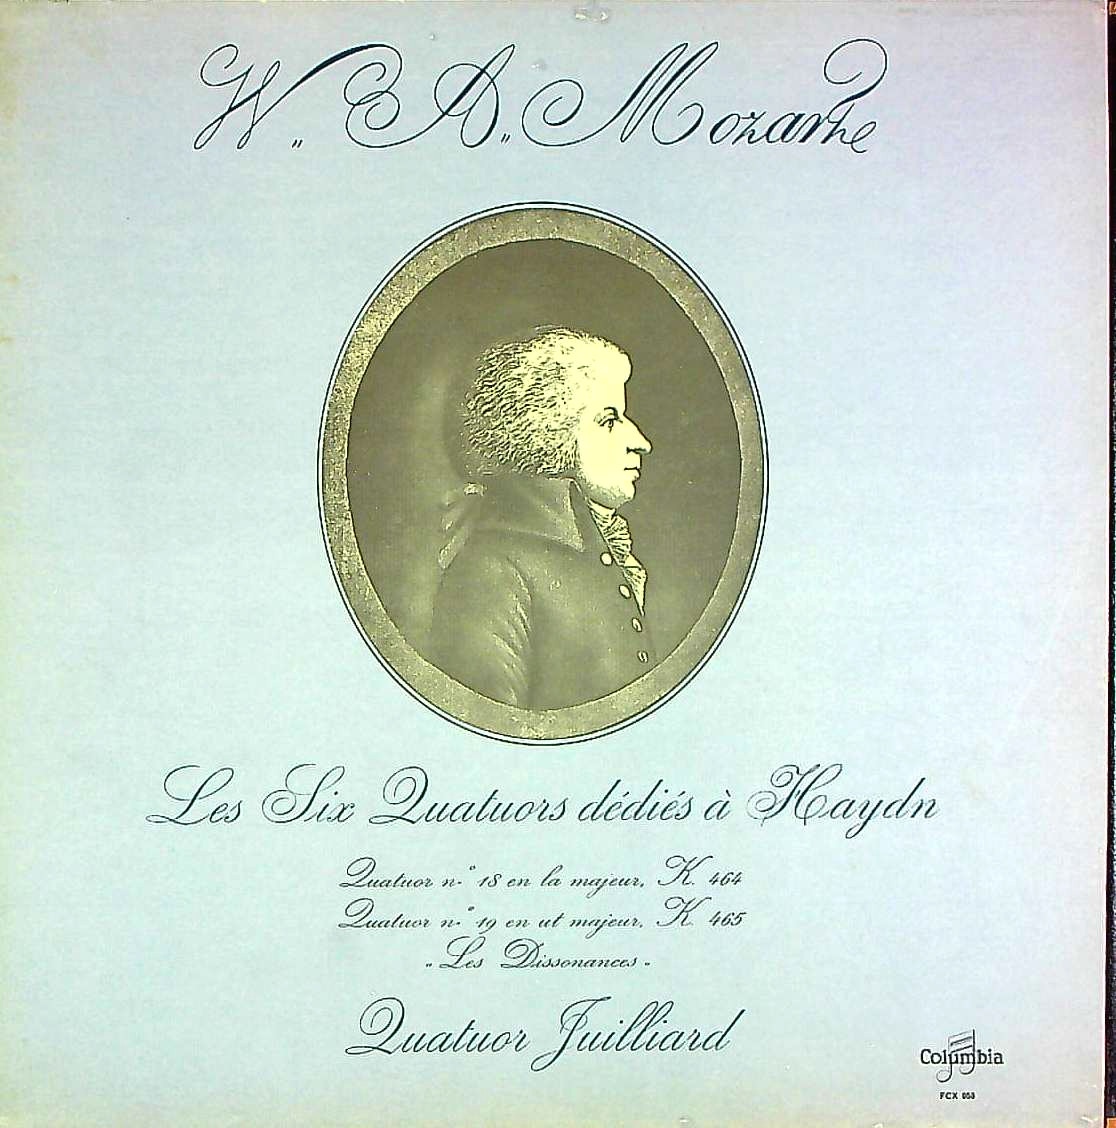 W. A. Mozart
Les Six Quatuors dédiés à Haydn
Quatuor n.° 18 en la majeur, K. 464
Quatuor n.° 19 en ut majeur, K. 465
"Les Dissonances"
Quatuor Juilliard
Columbia
FCX